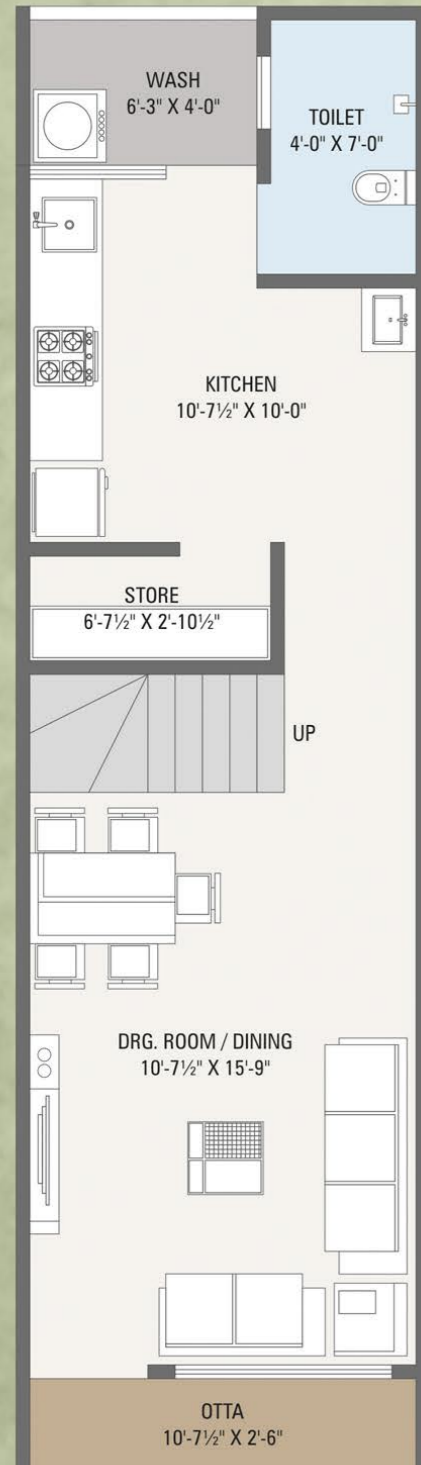 WASH
6'-3" X 4'-0"
TOILET
4'-0" X 7'-0"
KITCHEN
10'-7½" X 10'-0"
STORE
6'-7½" X 2'-10½"
UP
DRG. ROOM / DINING
10'-7½" X 15'-9"
OTTA
10'-7½" X 2'-6"